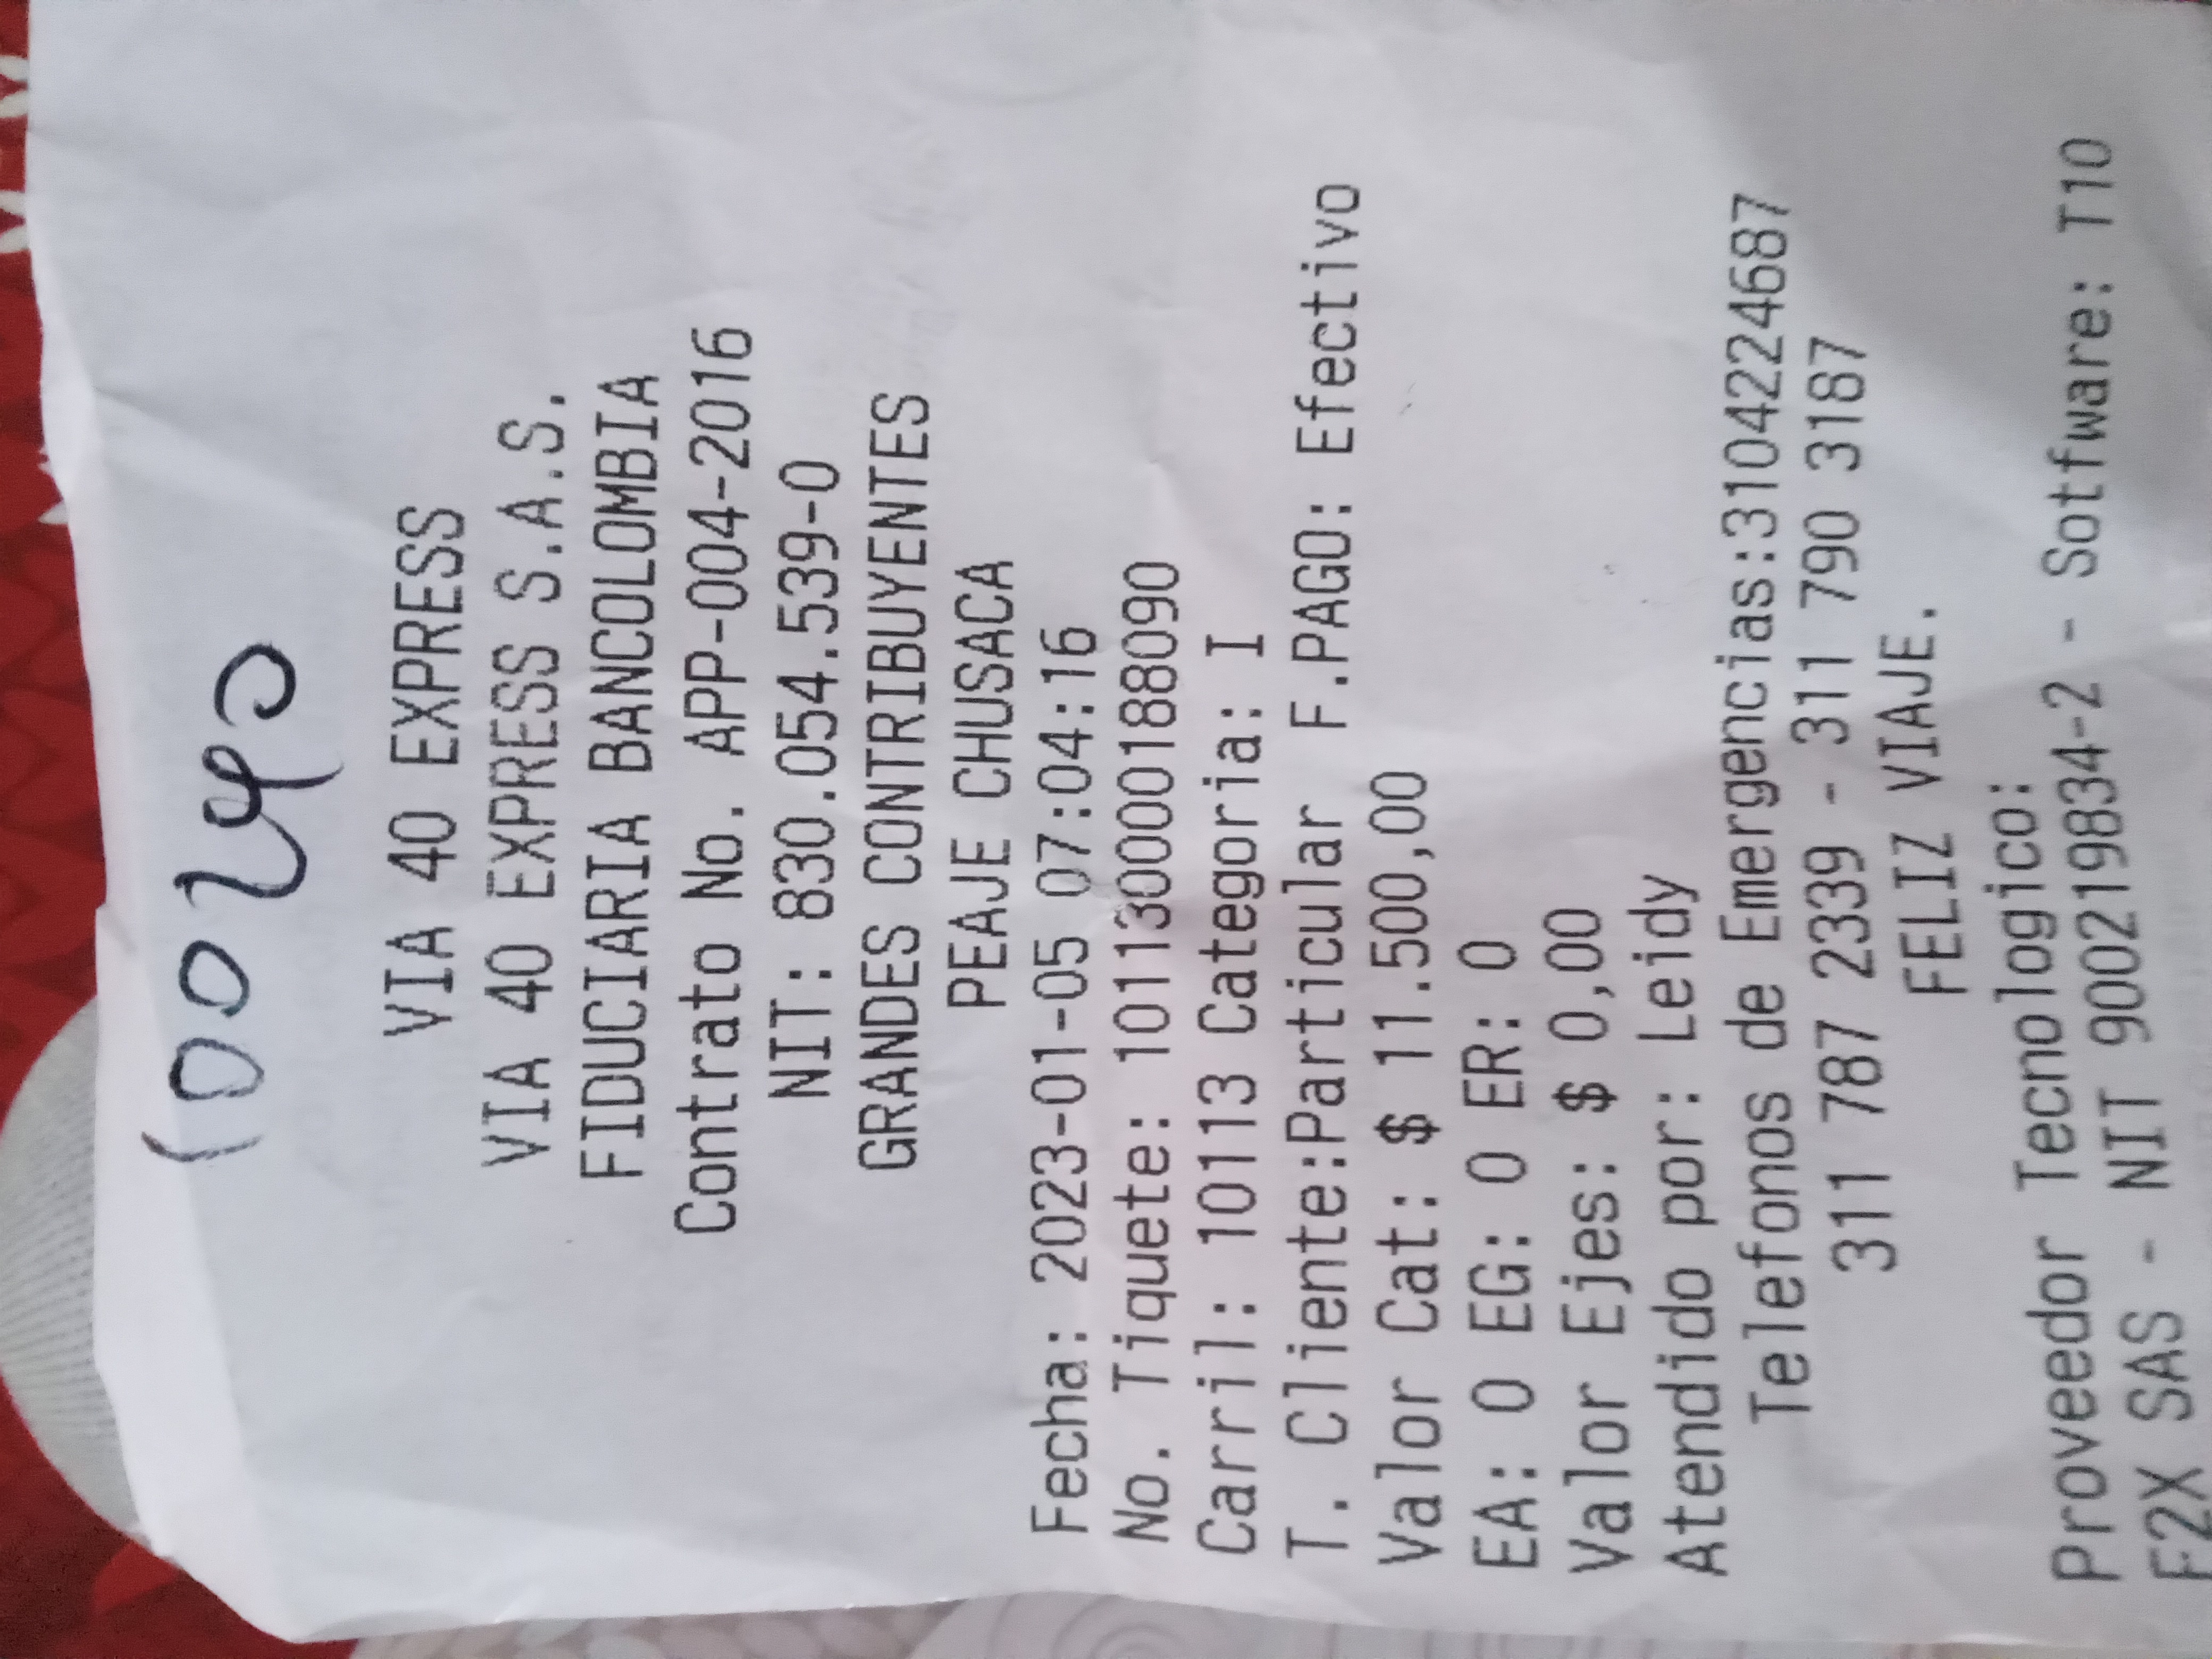 VIA 40 EXPRESS
VIA 40 EXPRESS S.A.S.
FIDUCIARIA BANCOLOMBIA
Contrato No. APP-004-2016
NIT: 830.054.539-0
GRANDES CONTRIBUYENTES
PEAJE CHUSACA
Fecha: 2023-01-05 07:04:16
No. Tiquete: 101130000188090
Carril: 10113 Categoria: I
T. Cliente:Particular F.PAGO: Efectivo
Valor Cat: $ 11.500,00
EA: 0 EG: 0 ER: 0
Valor Ejes: $ 0,00
Atendido por: Leidy
Telefonos de Emergencias:3104224687
311 787 2339 - 311 790 3187
FELIZ VIAJE.
Proveedor Tecnologico:
F2X SAS - NIT 900219834-2 - Sotfware: T10